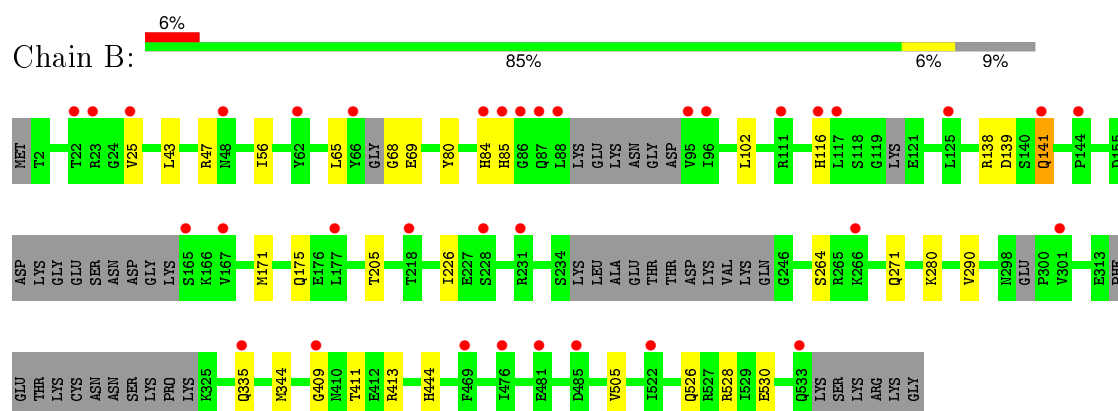 6%
Chain B:
85% 6% 9%
MET T2 T22 R23 G24 V25 L43 R47 N48 I56 Y62 L65 Y66 GLY G68 E69 Y80 H84 H85 G86 Q87 L88 LYS GLU LYS ASN GLY ASP V95 I96 L102 R111 H116 L117 S118 G119 LYS E121 L125 R138 D139 S140 Q141 P144 D155
ASP LYS GLY GLU SER ASN ASP GLY LYS S165 K166 V167 M171 Q175 E176 L177 T205 T218 I226 E227 S228 R231 S234 LYS LEU ALA GLU THR THR ASP LYS VAL LYS GLN G246 S264 R265 K266 Q271 K280 V290 N298 GLU P300 V301 E313 PHE
GLU THR LYS CYS ASN ASN SER LYS PRO LYS K325 Q335 M344 G409 N410 T411 E412 R413 H444 F469 I476 E481 D485 V505 I522 Q526 R527 R528 I529 E530 Q533 LYS SER LYS ARG LYS GLY